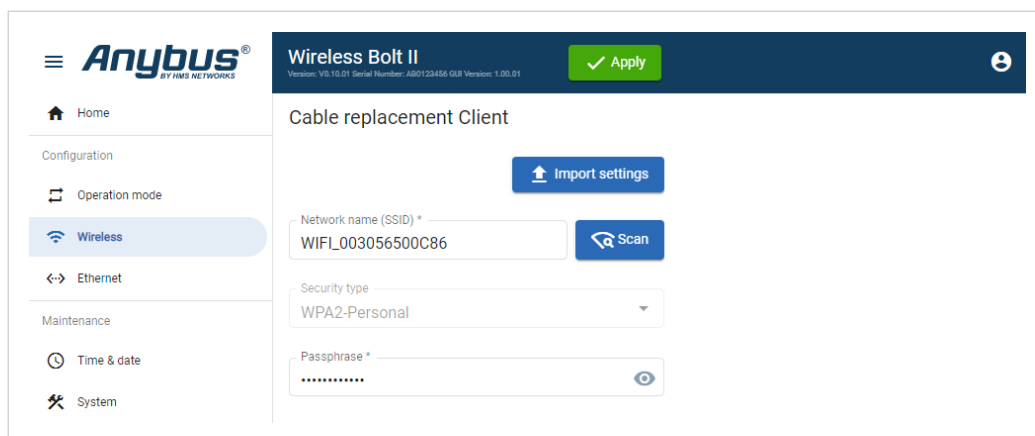 Anybus®
BY HMS NETWORKS
Wireless Bolt II
Version: V0.10.01 Serial Number: AB0123456 GUI Version: 1.00.01
Apply
Home
Configuration
Operation mode
Wireless
Ethernet
Maintenance
Time & date
System
Cable replacement Client
Import settings
Network name (SSID) *
WIFI_003056500C86
Scan
Security type
WPA2-Personal
Passphrase *
••••••••••••